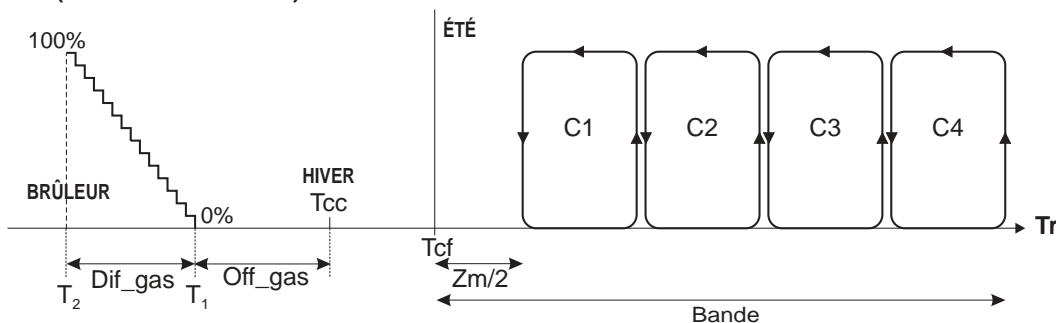 ÉTÉ
100%
C1 C2 C3 C4
BRÛLEUR
HIVER
Tcc
0%
Tr
Tcf
Dif_gas
Off_gas
Zm/2
T2
T1
Bande